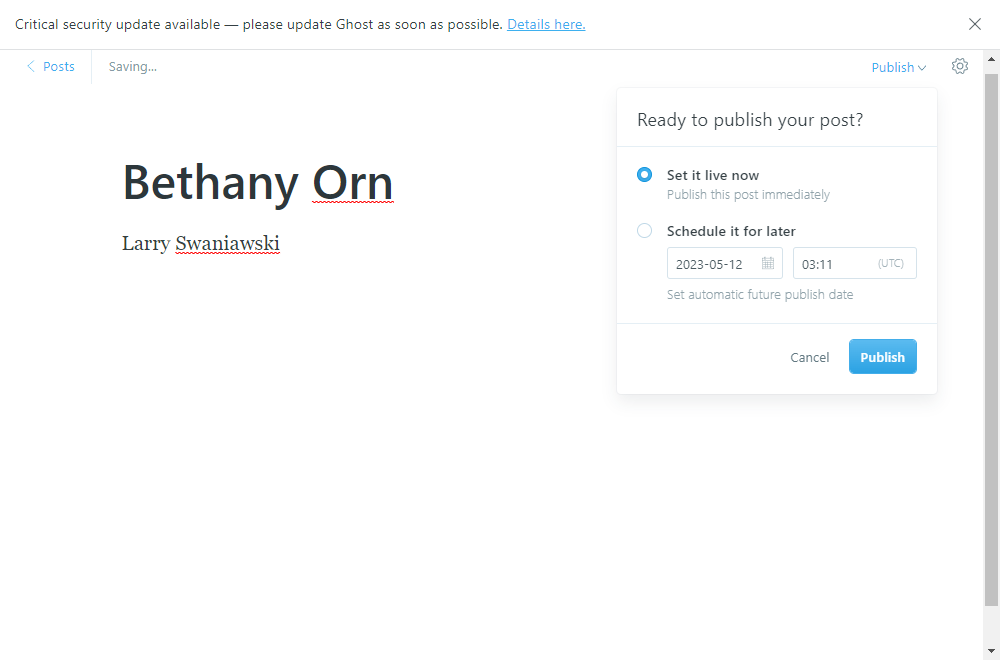 Critical security update available — please update Ghost as soon as possible. Details here.
Posts
Saving...
Publish
Ready to publish your post?
Bethany Orn
Larry Swaniawski
Set it live now
Publish this post immediately
Schedule it for later
2023-05-12
03:11 (UTC)
Set automatic future publish date
Cancel
Publish